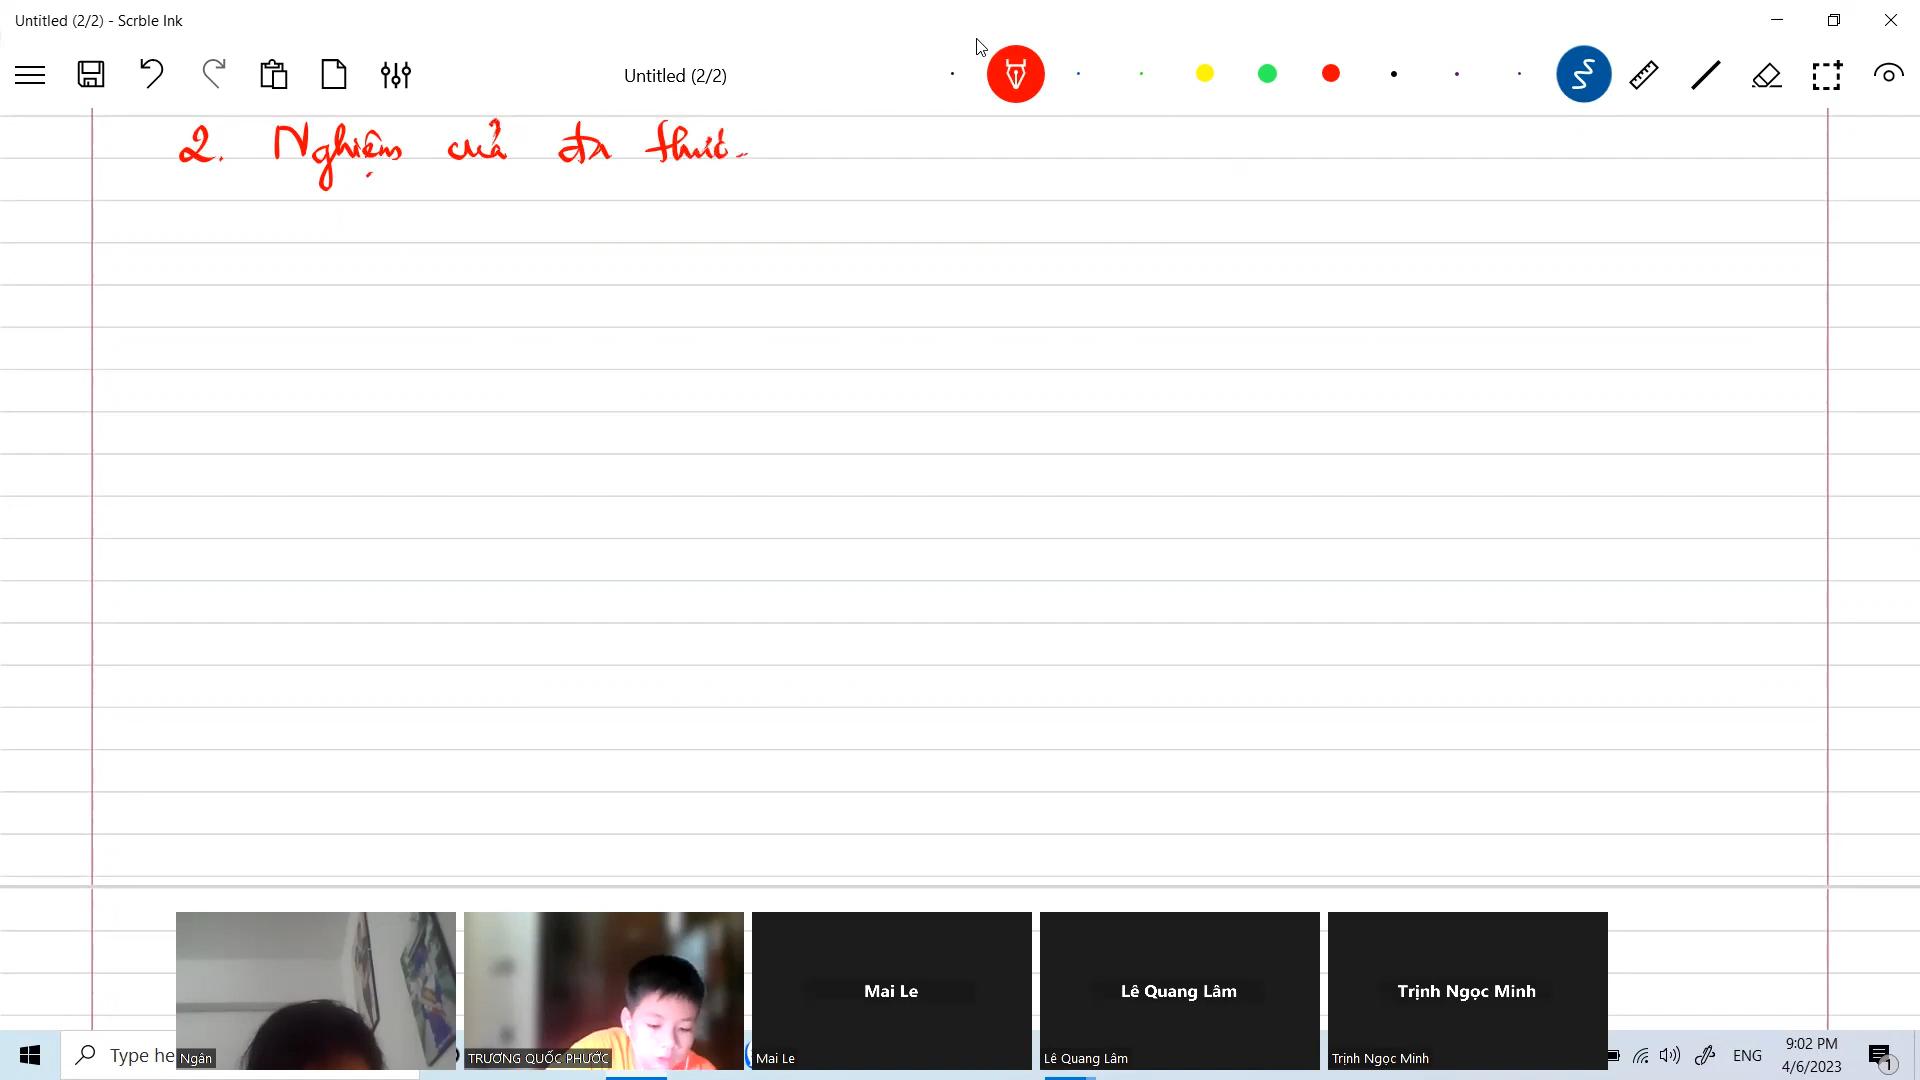 Untitled (2/2) - Scrble Ink
Untitled (2/2)
2. Nghiệm của đa thức.
Mai Le
Lê Quang Lâm
Trịnh Ngọc Minh
Ngân
TRƯƠNG QUỐC PHƯỚC
Mai Le
Lê Quang Lâm
Trịnh Ngọc Minh
Type he
ENG
9:02 PM
4/6/2023
1